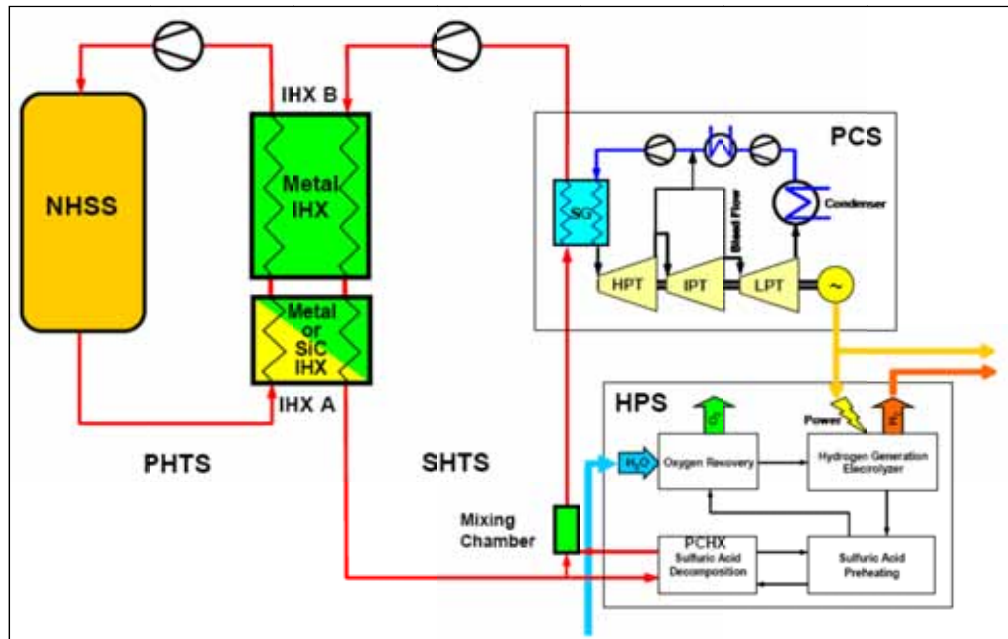 IHX B
PCS
NHSS
Metal
IHX
SG
Condenser
Bleed Flow
HPT
IPT
LPT
~
Metal
or
SiC
IHX
IHX A
HPS
O2
Power
H2
PHTS
SHTS
H2O
Oxygen Recovery
Hydrogen Generation
Electrolyzer
Mixing
Chamber
PCHX
Sulfuric Acid
Decomposition
Sulfuric Acid
Preheating